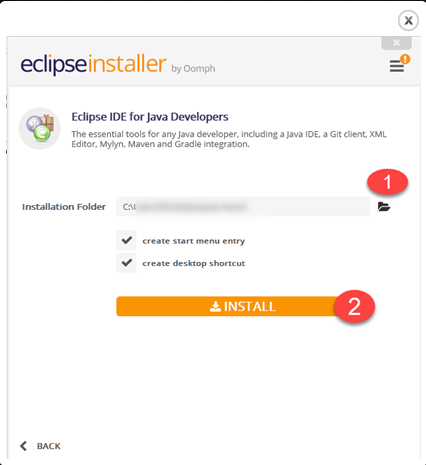 eclipseinstaller by Oomph
!
Eclipse IDE for Java Developers
The essential tools for any Java developer, including a Java IDE, a Git client, XML
Editor, Mylyn, Maven and Gradle integration.
1
Installation Folder C:\
create start menu entry
create desktop shortcut
INSTALL 2
BACK